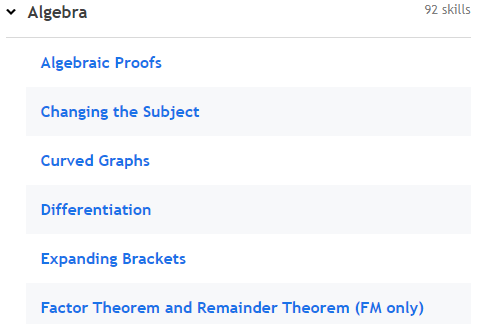 Algebra 92 skills
Algebraic Proofs
Changing the Subject
Curved Graphs
Differentiation
Expanding Brackets
Factor Theorem and Remainder Theorem (FM only)